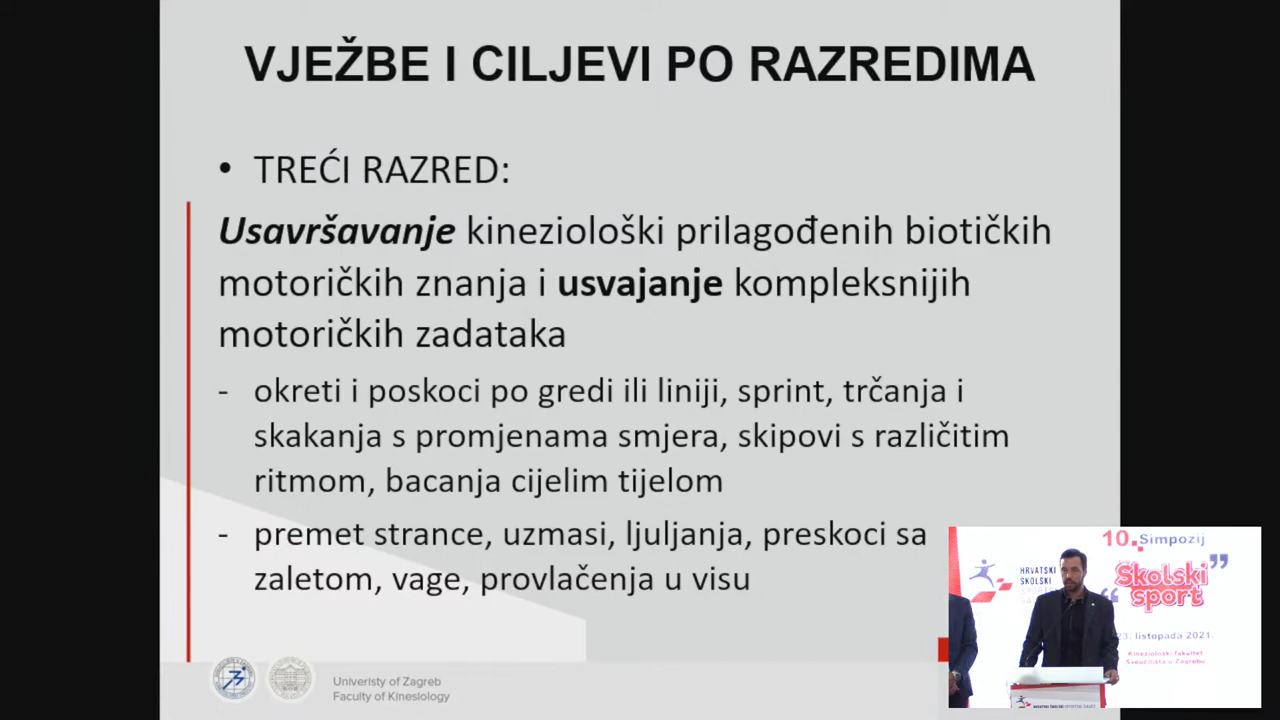 VJEŽBE I CILJEVI PO RAZREDIMA
• TREĆI RAZRED:
Usavršavanje kineziološki prilagođenih biotičkih
motoričkih znanja i usvajanje kompleksnijih
motoričkih zadataka
- okreti i poskoci po gredi ili liniji, sprint, trčanja i
skakanja s promjenama smjera, skipovi s različitim
ritmom, bacanja cijelim tijelom
- premet strance, uzmasi, ljuljanja, preskoci sa
zaletom, vage, provlačenja u visu
Univeristy of Zagreb
Faculty of Kinesiology
10. Simpozij
"Školski
sport"
23. listopada 2021.
Kineziološki fakultet
Sveučilišta u Zagrebu
HRVATSKI
ŠKOLSKI